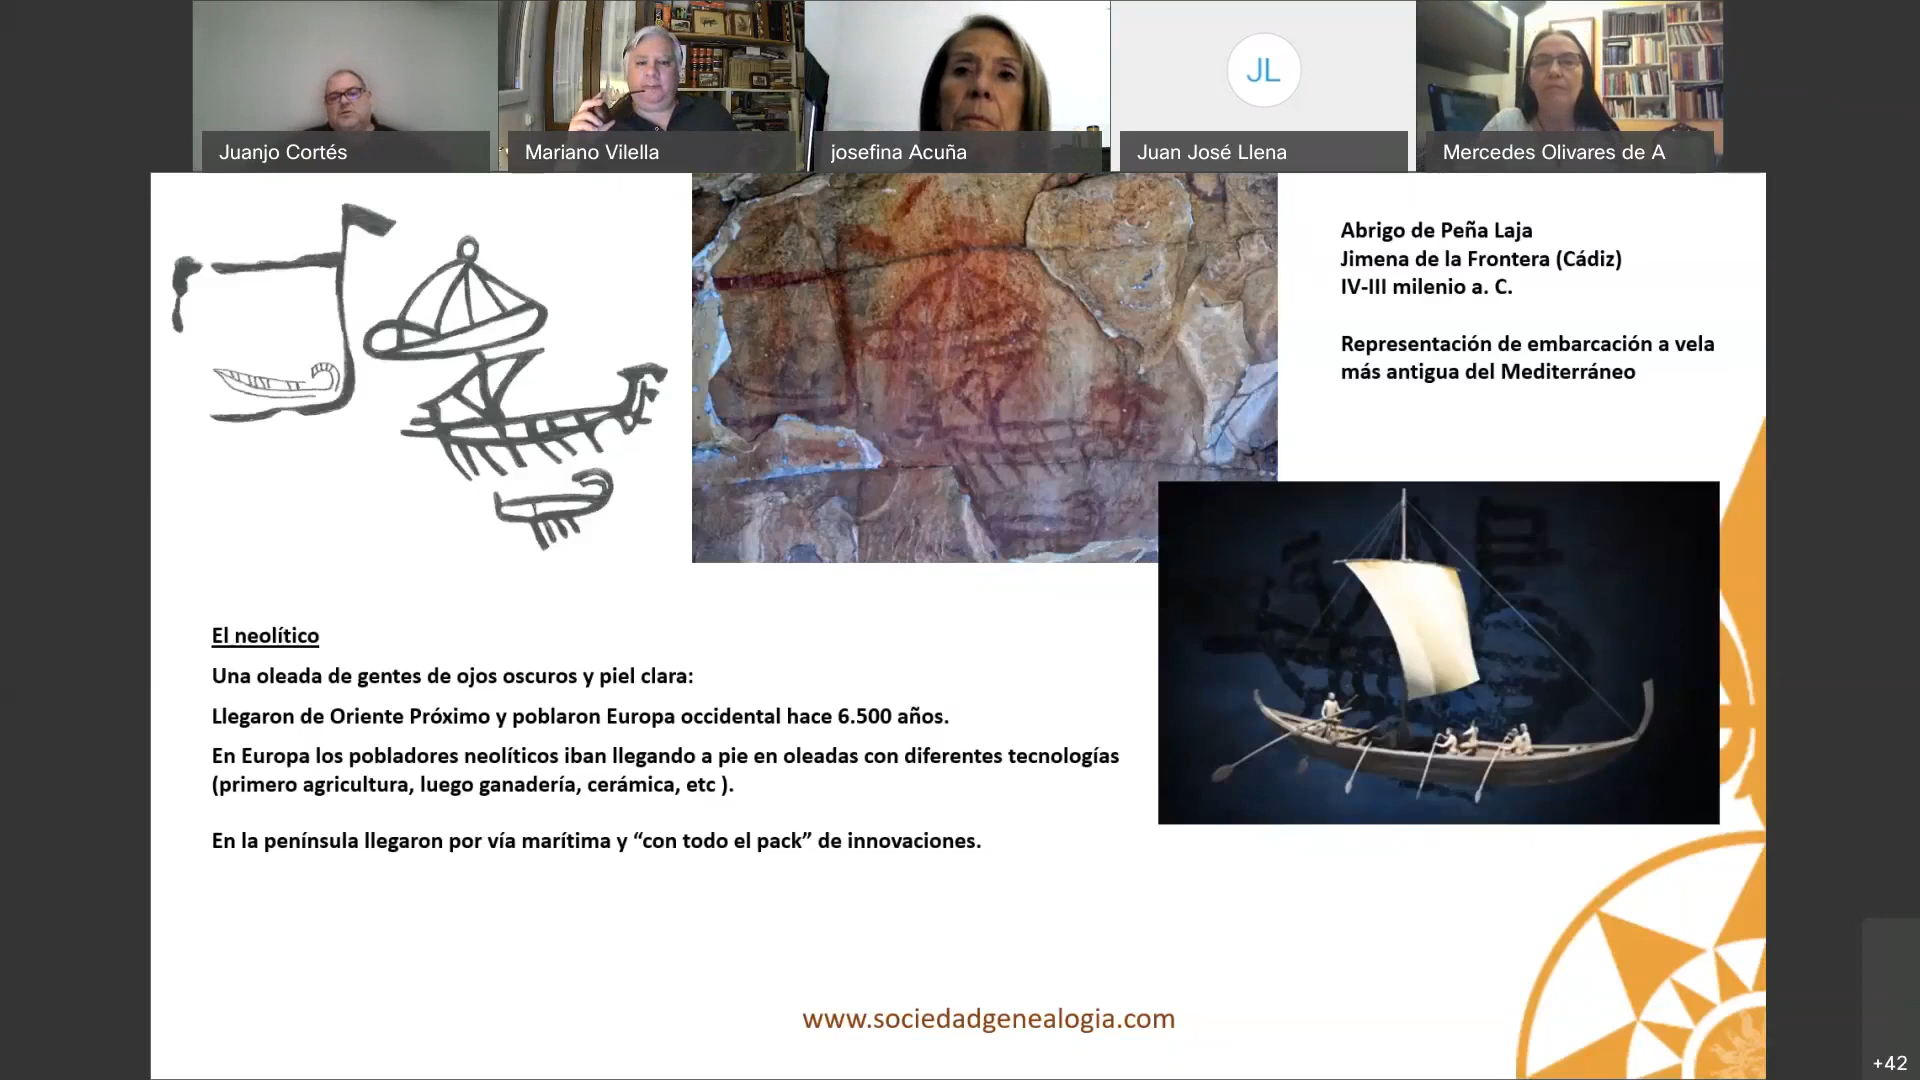 Juanjo Cortés
Mariano Vilella
josefina Acuña
JL
Juan José Llena
Mercedes Olivares de A
Abrigo de Peña Laja
Jimena de la Frontera (Cádiz)
IV-III milenio a. C.
Representación de embarcación a vela
más antigua del Mediterráneo
El neolítico
Una oleada de gentes de ojos oscuros y piel clara:
Llegaron de Oriente Próximo y poblaron Europa occidental hace 6.500 años.
En Europa los pobladores neolíticos iban llegando a pie en oleadas con diferentes tecnologías
(primero agricultura, luego ganadería, cerámica, etc ).
En la península llegaron por vía marítima y “con todo el pack” de innovaciones.
www.sociedadgenealogia.com
+42